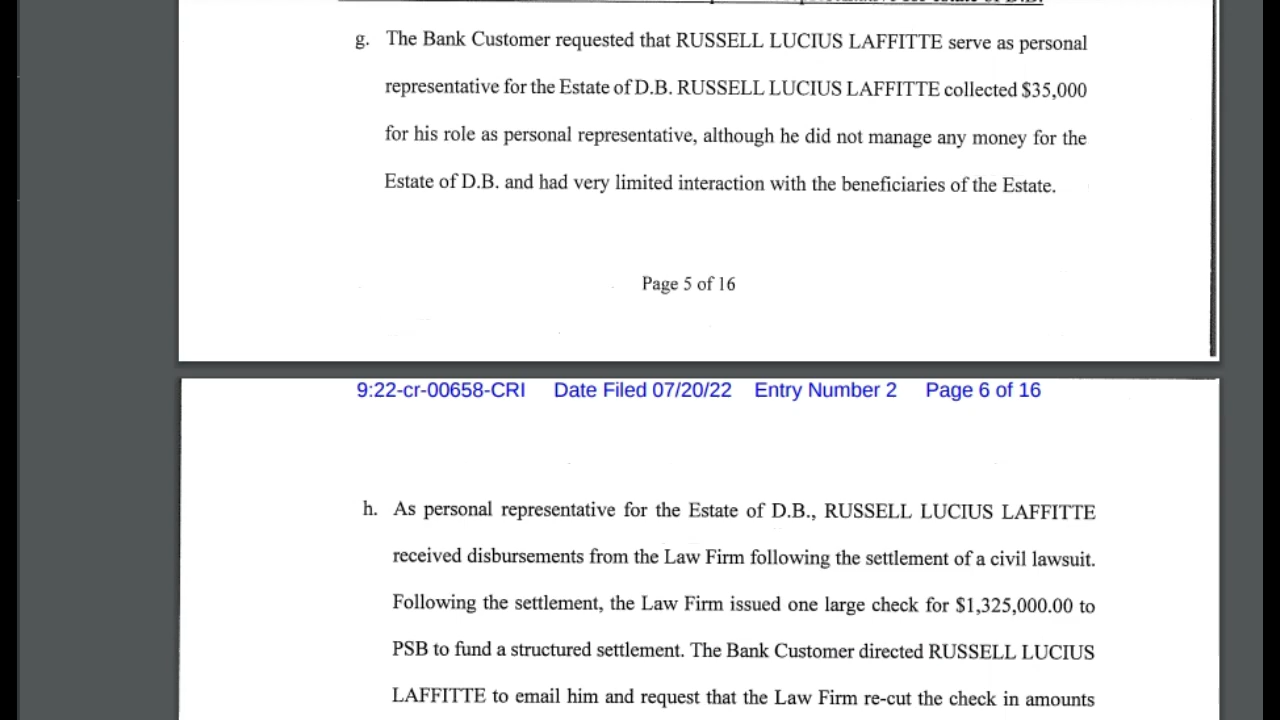 g. The Bank Customer requested that RUSSELL LUCIUS LAFFITTE serve as personal
representative for the Estate of D.B. RUSSELL LUCIUS LAFFITTE collected $35,000
for his role as personal representative, although he did not manage any money for the
Estate of D.B. and had very limited interaction with the beneficiaries of the Estate.
Page 5 of 16
9:22-cr-00658-CRI Date Filed 07/20/22 Entry Number 2 Page 6 of 16
h. As personal representative for the Estate of D.B., RUSSELL LUCIUS LAFFITTE
received disbursements from the Law Firm following the settlement of a civil lawsuit.
Following the settlement, the Law Firm issued one large check for $1,325,000.00 to
PSB to fund a structured settlement. The Bank Customer directed RUSSELL LUCIUS
LAFFITTE to email him and request that the Law Firm re-cut the check in amounts